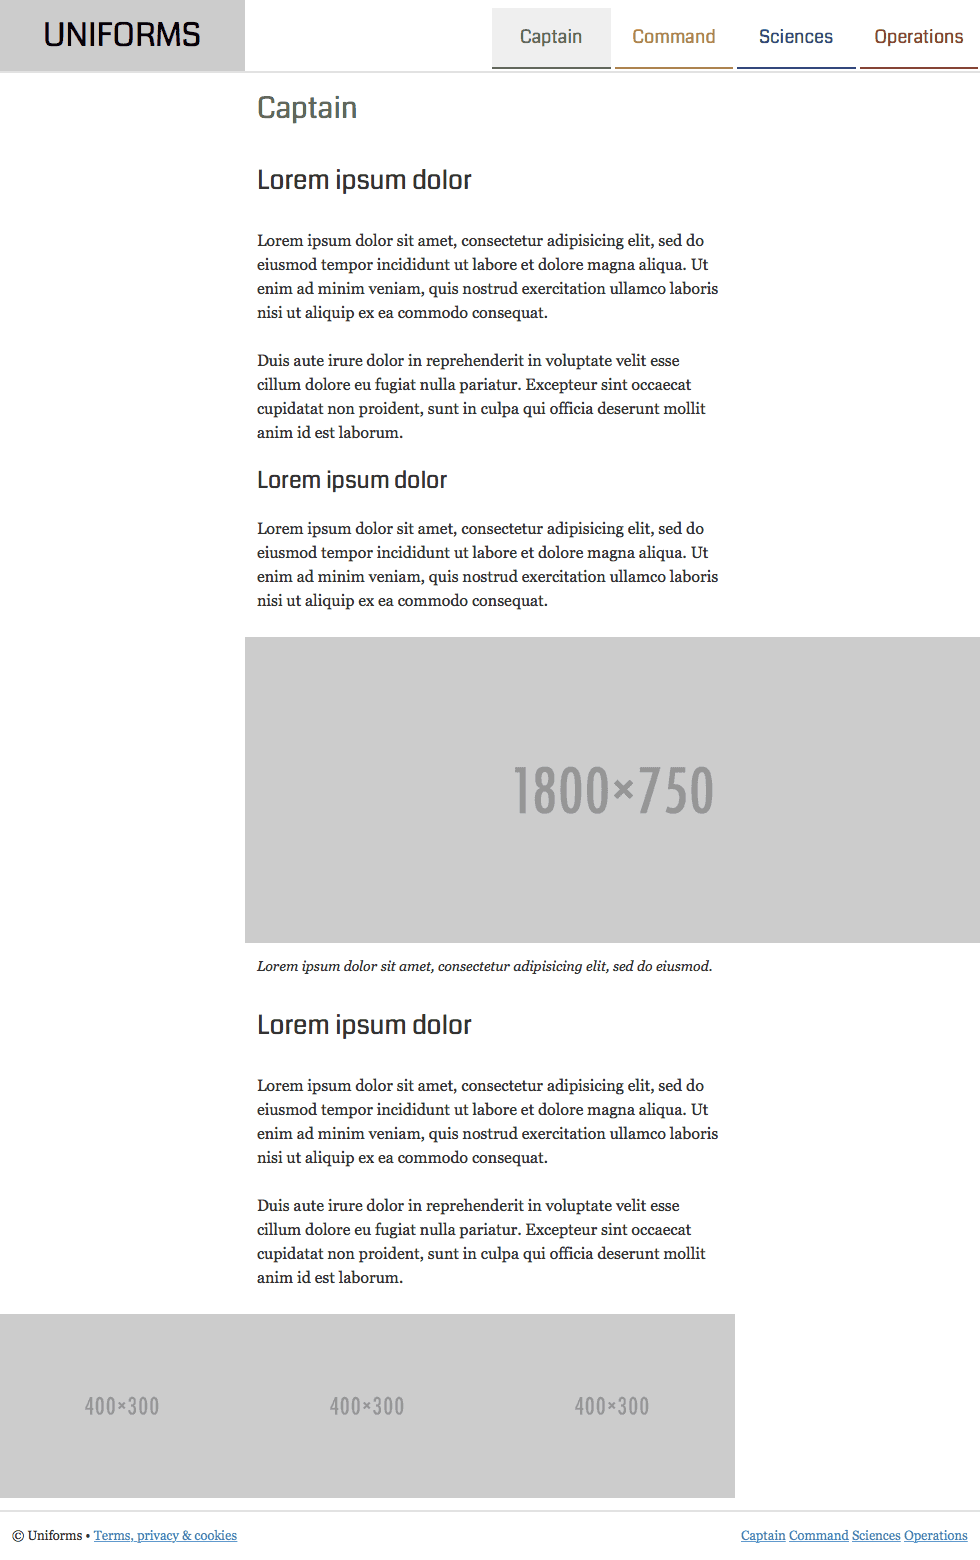 UNIFORMS
Captain
Command
Sciences
Operations
Captain
Lorem ipsum dolor
Lorem ipsum dolor sit amet, consectetur adipisicing elit, sed do
eiusmod tempor incididunt ut labore et dolore magna aliqua. Ut
enim ad minim veniam, quis nostrud exercitation ullamco laboris
nisi ut aliquip ex ea commodo consequat.
Duis aute irure dolor in reprehenderit in voluptate velit esse
cillum dolore eu fugiat nulla pariatur. Excepteur sint occaecat
cupidatat non proident, sunt in culpa qui officia deserunt mollit
anim id est laborum.
Lorem ipsum dolor
Lorem ipsum dolor sit amet, consectetur adipisicing elit, sed do
eiusmod tempor incididunt ut labore et dolore magna aliqua. Ut
enim ad minim veniam, quis nostrud exercitation ullamco laboris
nisi ut aliquip ex ea commodo consequat.
1800×750
Lorem ipsum dolor sit amet, consectetur adipisicing elit, sed do eiusmod.
Lorem ipsum dolor
Lorem ipsum dolor sit amet, consectetur adipisicing elit, sed do
eiusmod tempor incididunt ut labore et dolore magna aliqua. Ut
enim ad minim veniam, quis nostrud exercitation ullamco laboris
nisi ut aliquip ex ea commodo consequat.
Duis aute irure dolor in reprehenderit in voluptate velit esse
cillum dolore eu fugiat nulla pariatur. Excepteur sint occaecat
cupidatat non proident, sunt in culpa qui officia deserunt mollit
anim id est laborum.
400×300
400×300
400×300
© Uniforms • Terms, privacy & cookies
Captain Command Sciences Operations